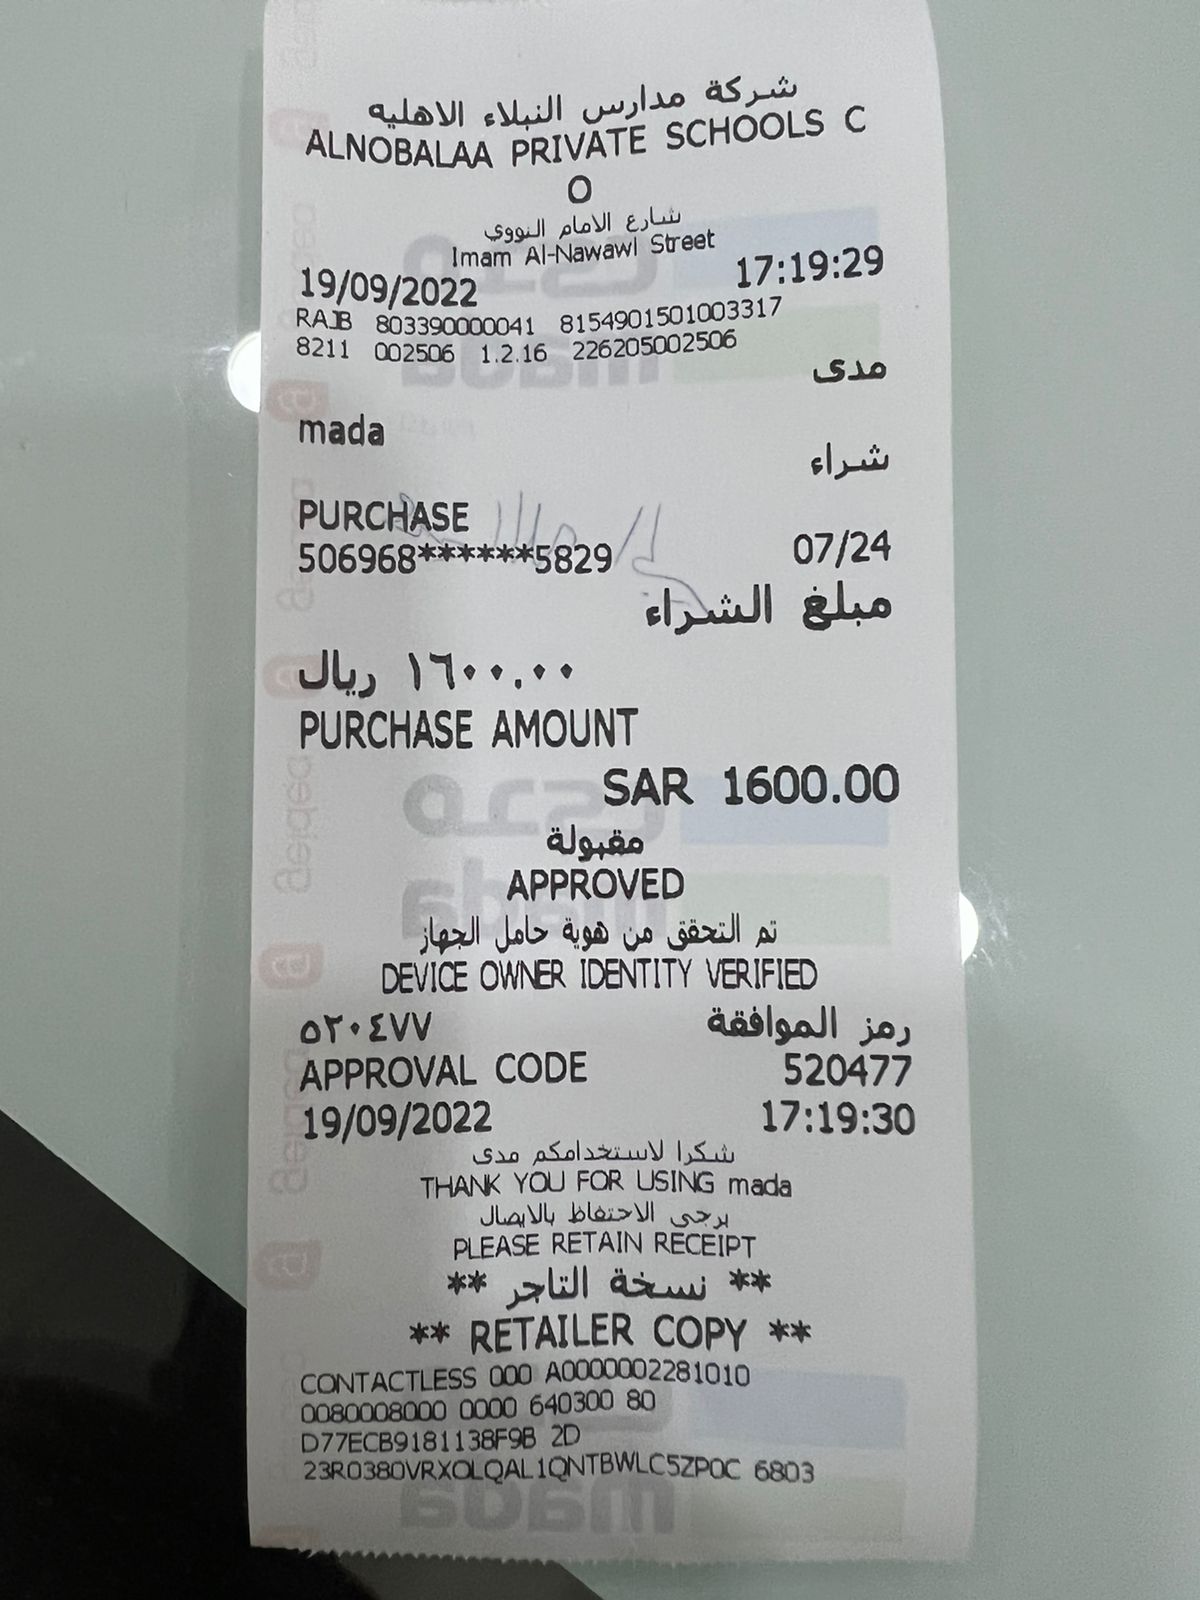 شركة مدارس النبلاء الاهليه
ALNOBALAA PRIVATE SCHOOLS C
O
شارع الامام النووي
Imam Al-Nawawl Street
19/09/2022 17:19:29
RAJB 803390000041 8154901501003317
8211 002506 1.2.16 226205002506
مدى
mada
شراء
PURCHASE
506968******5829 07/24
مبلغ الشراء
١٦٠٠.٠٠ ريال
PURCHASE AMOUNT
SAR 1600.00
مقبولة
APPROVED
تم التحقق من هوية حامل الجهاز
DEVICE OWNER IDENTITY VERIFIED
رمز الموافقة ٥٢٠٤٧٧
APPROVAL CODE 520477
19/09/2022 17:19:30
شكرا لاستخدامكم مدى
THANK YOU FOR USING mada
يرجى الاحتفاظ بالايصال
PLEASE RETAIN RECEIPT
** نسخة التاجر **
** RETAILER COPY **
CONTACTLESS 000 A0000002281010
0080008000 0000 640300 80
D77ECB9181138F9B 2D
23R0380VRXOLQAL1QNTBWLC5ZP0C 6803